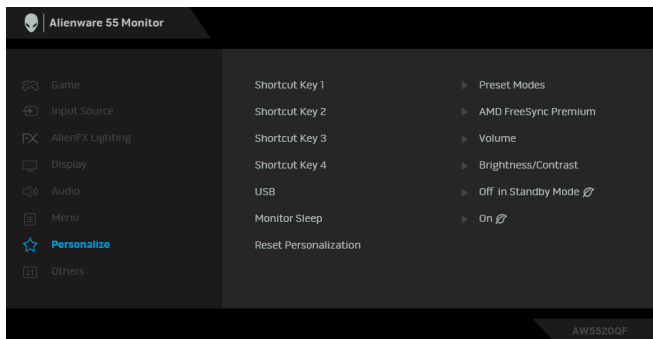 Alienware 55 Monitor
Game
Input Source
FX AlienFX Lighting
Display
Audio
Menu
Personalize
Others
Shortcut Key 1 Preset Modes
Shortcut Key 2 AMD FreeSync Premium
Shortcut Key 3 Volume
Shortcut Key 4 Brightness/Contrast
USB Off in Standby Mode
Monitor Sleep On
Reset Personalization
AW5520QF